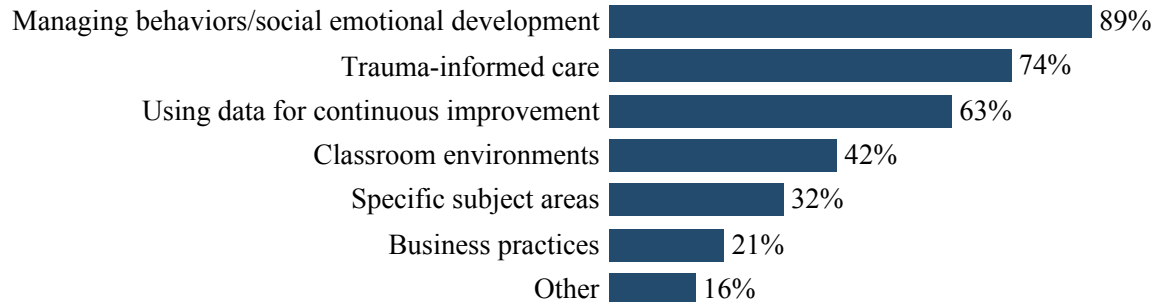 Managing behaviors/social emotional development 89%
Trauma-informed care 74%
Using data for continuous improvement 63%
Classroom environments 42%
Specific subject areas 32%
Business practices 21%
Other 16%